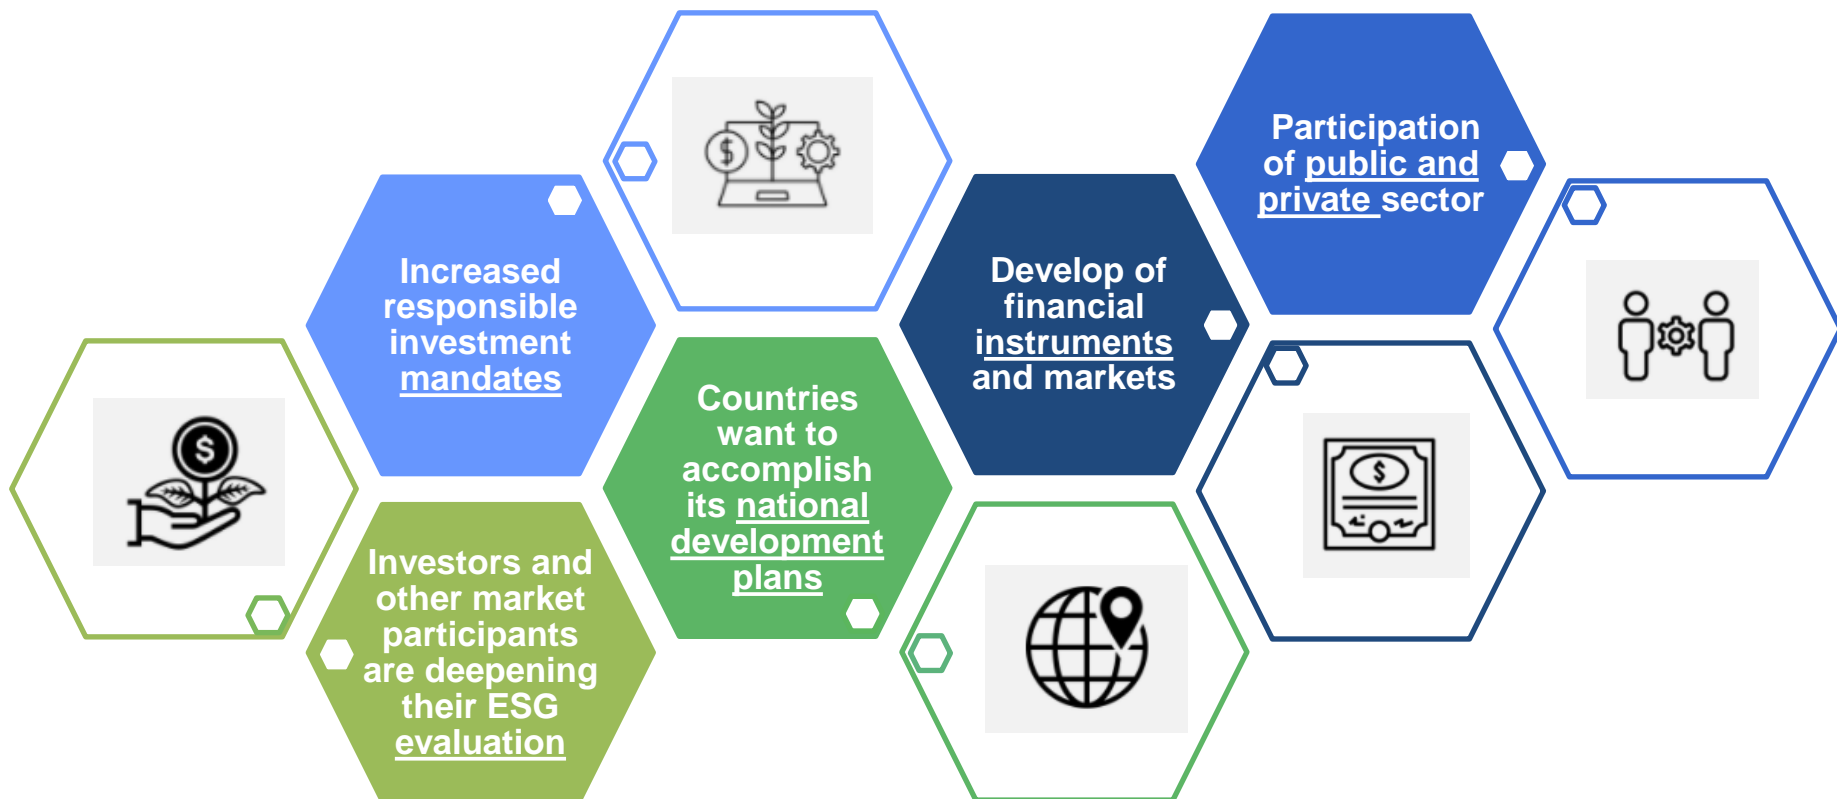 Increased
responsible
investment
mandates
Investors and
other market
participants
are deepening
their ESG
evaluation
Countries
want to
accomplish
its national
development
plans
Develop of
financial
instruments
and markets
Participation
of public and
private sector
$
$
$